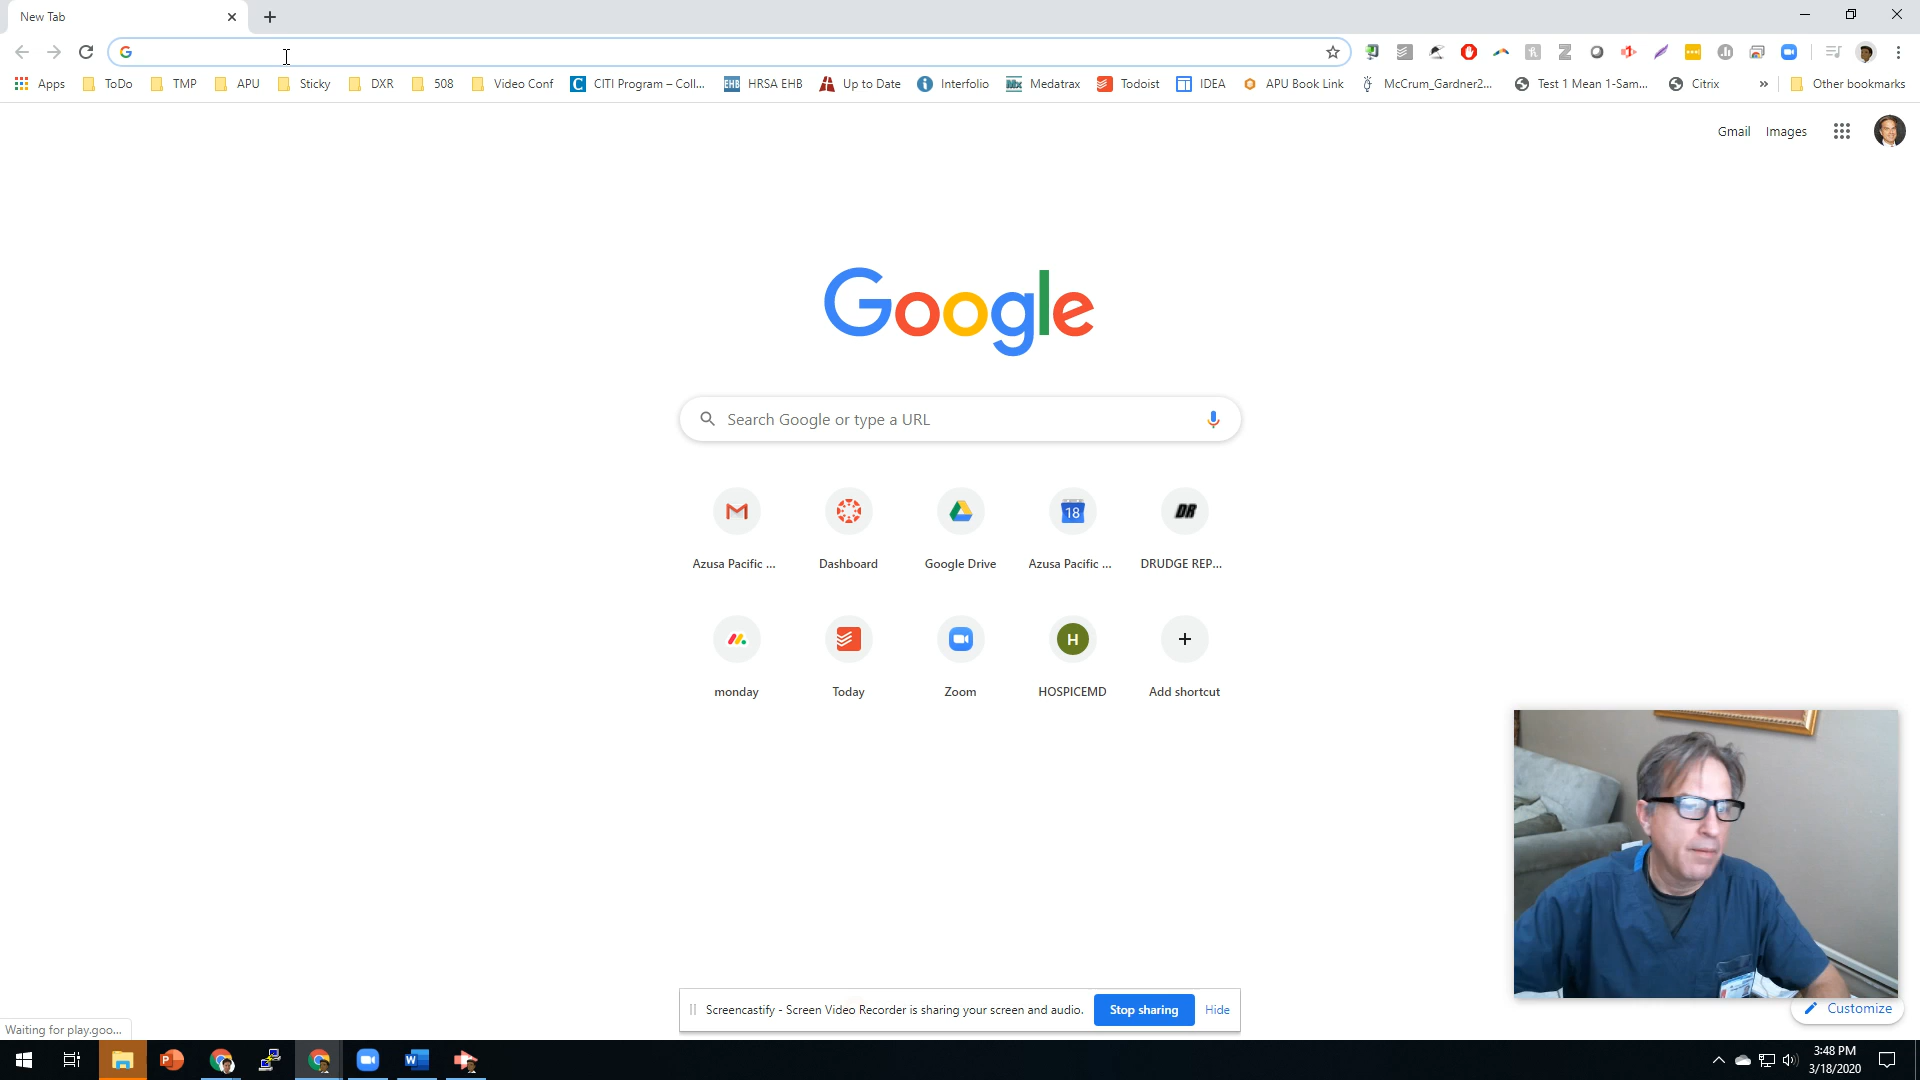 New Tab
Apps ToDo TMP APU Sticky DXR 508 Video Conf CITI Program – Coll... HRSA EHB Up to Date Interfolio Medatrax Todoist IDEA APU Book Link McCrum_Gardner2... Test 1 Mean 1-Sam... Citrix » Other bookmarks
Gmail Images
Google
Search Google or type a URL
18 DR
Azusa Pacific ... Dashboard Google Drive Azusa Pacific ... DRUDGE REP...
H
monday Today Zoom HOSPICEMD Add shortcut
Screencastify - Screen Video Recorder is sharing your screen and audio. Stop sharing Hide
Customize
Waiting for play.goo...
3:48 PM
3/18/2020